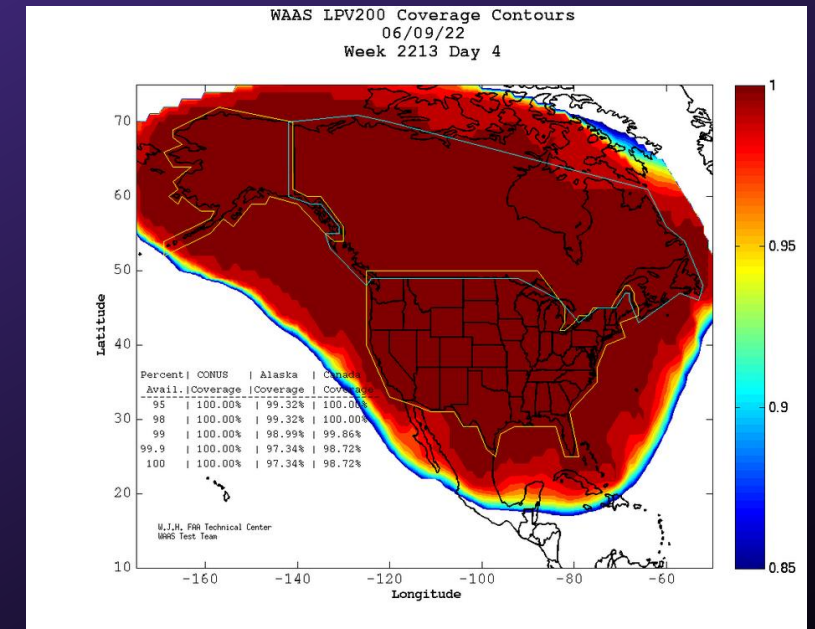 WAAS LPV200 Coverage Contours
06/09/22
Week 2213 Day 4
Latitude
70
60
50
40
30
20
10
Percent| CONUS | Alaska | Canada
Avail.|Coverage |Coverage | Coverage
95 | 100.00% | 99.32% | 100.00%
98 | 100.00% | 99.32% | 100.00%
99 | 100.00% | 98.99% | 99.86%
99.9 | 100.00% | 97.34% | 98.72%
100 | 100.00% | 97.34% | 98.72%
W.J.H. FAA Technical Center
WAAS Test Team
-160 -140 -120 -100 -80 -60
Longitude
1
0.95
0.9
0.85